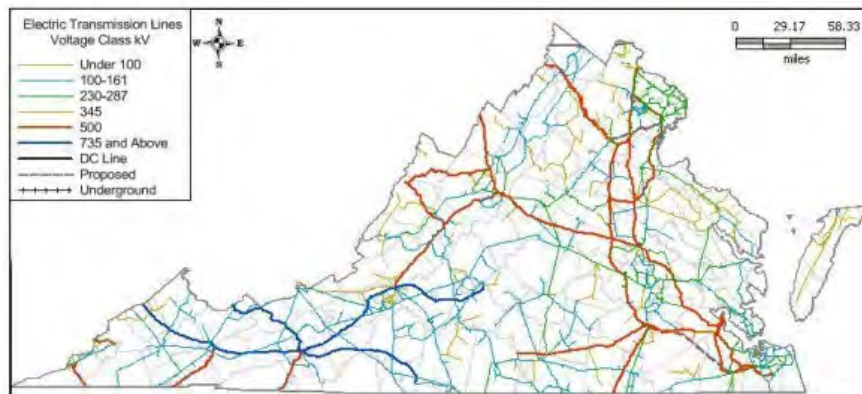 Electric Transmission Lines
Voltage Class kV
Under 100
100-161
230-287
345
500
735 and Above
DC Line
Proposed
Underground
N
W E
S
0 29.17 58.33
miles